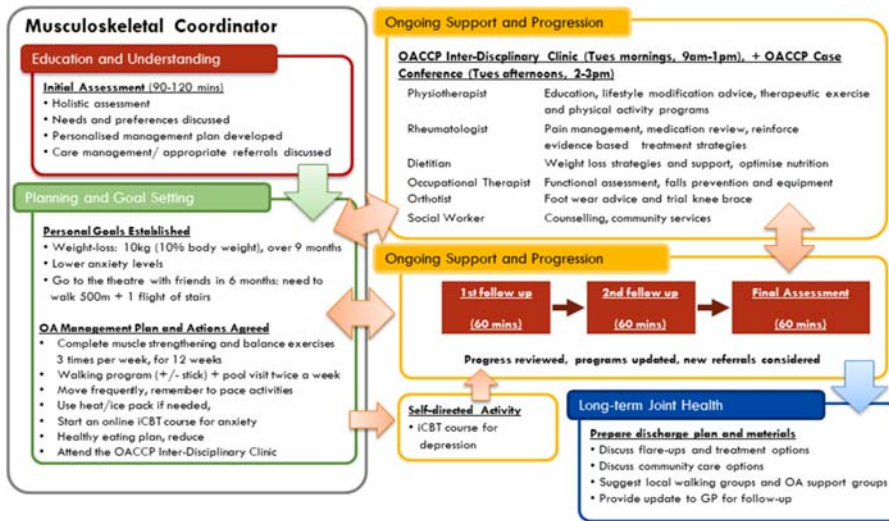 Musculoskeletal Coordinator
Education and Understanding
Initial Assessment (90-120 mins)
• Holistic assessment
• Needs and preferences discussed
• Personalised management plan developed
• Care management/ appropriate referrals discussed
Planning and Goal Setting
Personal Goals Established
• Weight-loss: 10kg (10% body weight), over 9 months
• Lower anxiety levels
• Go to the theatre with friends in 6 months: need to
walk 500m + 1 flight of stairs
OA Management Plan and Actions Agreed
• Complete muscle strengthening and balance exercises
3 times per week, for 12 weeks
• Walking program (+/- stick) + pool visit twice a week
• Move frequently, remember to pace activities
• Use heat/ice pack if needed,
• Start an online iCBT course for anxiety
• Healthy eating plan, reduce
• Attend the OACCP Inter-Disciplinary Clinic
Ongoing Support and Progression
OACCP Inter-Discplinary Clinic (Tues mornings, 9am-1pm), + OACCP Case
Conference (Tues afternoons, 2-3pm)
Physiotherapist Education, lifestyle modification advice, therapeutic exercise
and physical activity programs
Rheumatologist Pain management, medication review, reinforce
evidence based treatment strategies
Dietitian Weight loss strategies and support, optimise nutrition
Occupational Therapist Functional assessment, falls prevention and equipment
Orthotist Foot wear advice and trial knee brace
Social Worker Counselling, community services
Ongoing Support and Progression
1st follow up
(60 mins)
2nd follow up
(60 mins)
Final Assessment
(60 mins)
Progress reviewed, programs updated, new referrals considered
Self-directed Activity
• iCBT course for
depression
Long-term Joint Health
Prepare discharge plan and materials
• Discuss flare-ups and treatment options
• Discuss community care options
• Suggest local walking groups and OA support groups
• Provide update to GP for follow-up